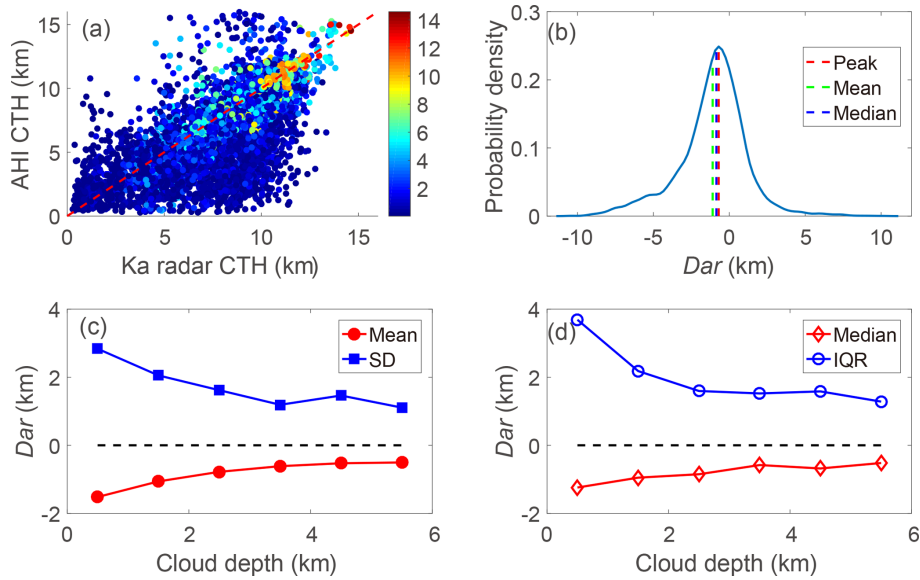 (a)
AHI CTH (km)
15
10
5
0
0 5 10 15
Ka radar CTH (km)
14
12
10
8
6
4
2
(b)
Probability density
0.3
0.2
0.1
0
-10 -5 0 5 10
Dar (km)
Peak
Mean
Median
(c)
Dar (km)
4
2
0
-2
0 2 4 6
Cloud depth (km)
Mean
SD
(d)
Dar (km)
4
2
0
-2
0 2 4 6
Cloud depth (km)
Median
IQR